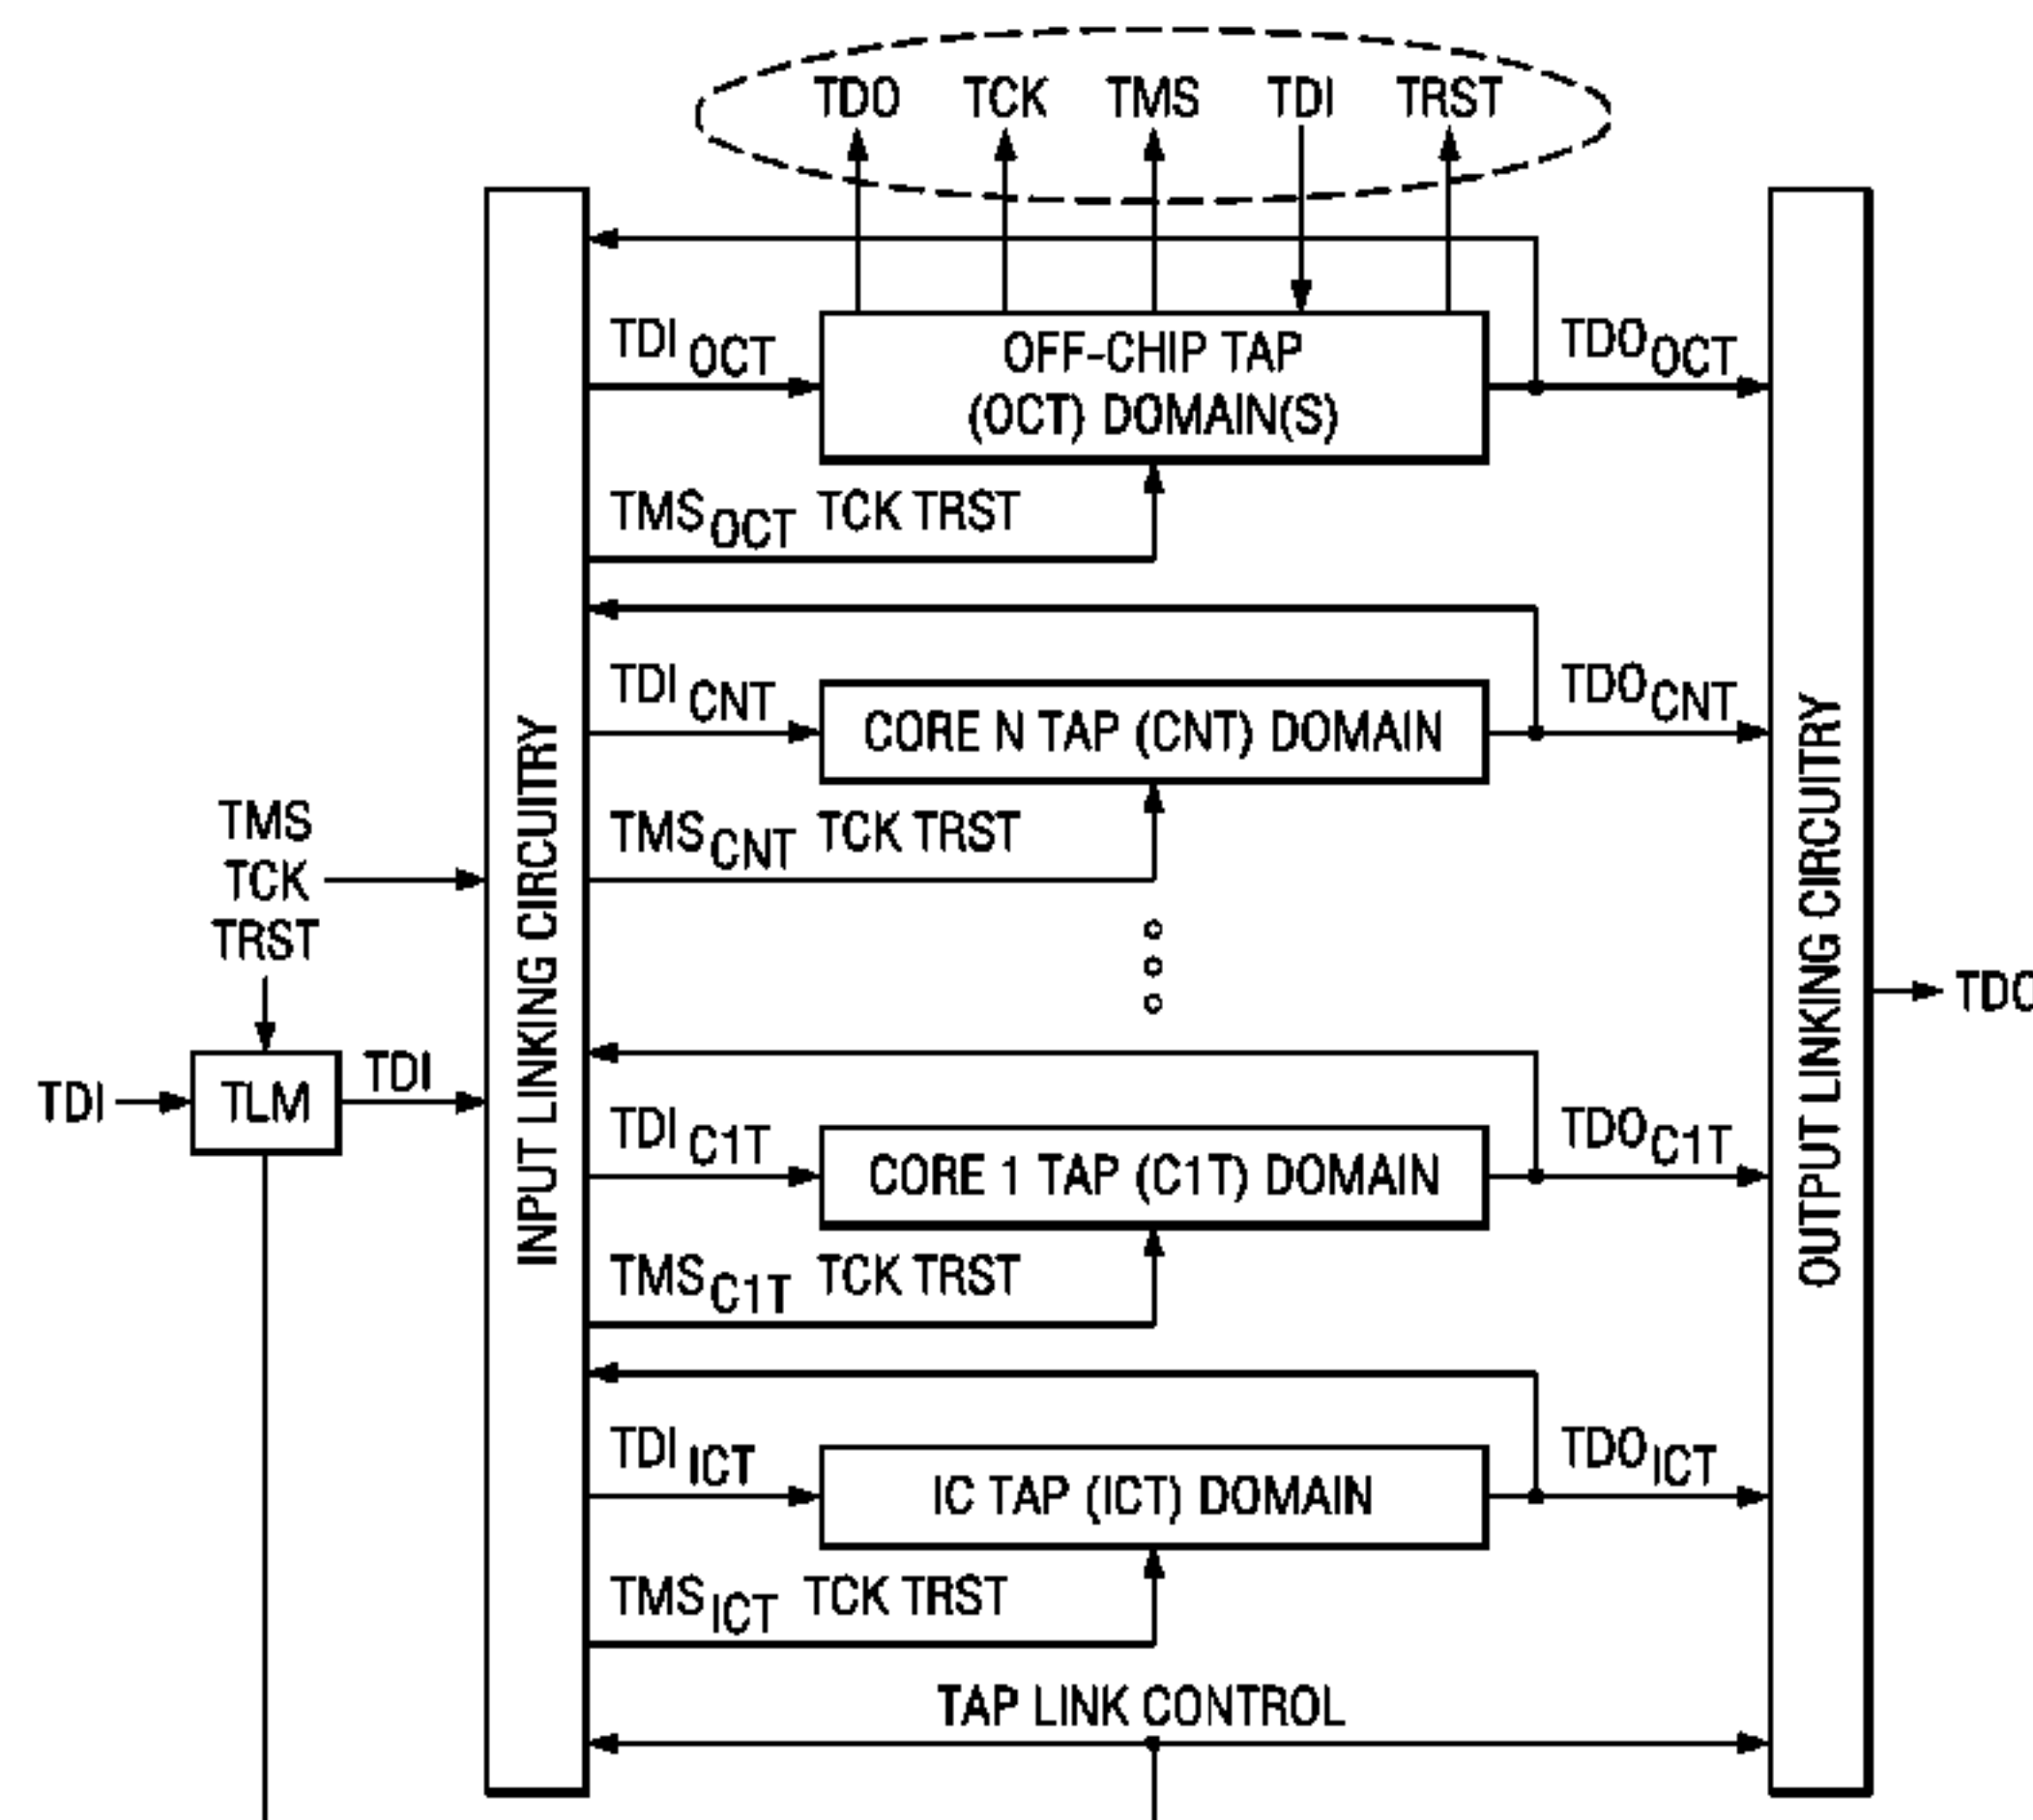 TDO TCK TMS TDI TRST
TDI OCT
OFF-CHIP TAP
(OCT) DOMAIN(S)
TDO OCT
TMS OCT TCK TRST
TDI CNT
CORE N TAP (CNT) DOMAIN
TDO CNT
TMS CNT TCK TRST
TMS
TCK
TRST
TDI
TLM
TDI
INPUT LINKING CIRCUITRY
TDI C1T
CORE 1 TAP (C1T) DOMAIN
TDO C1T
TMS C1T TCK TRST
TDI ICT
IC TAP (ICT) DOMAIN
TDO ICT
TMS ICT TCK TRST
TAP LINK CONTROL
OUTPUT LINKING CIRCUITRY
TDO